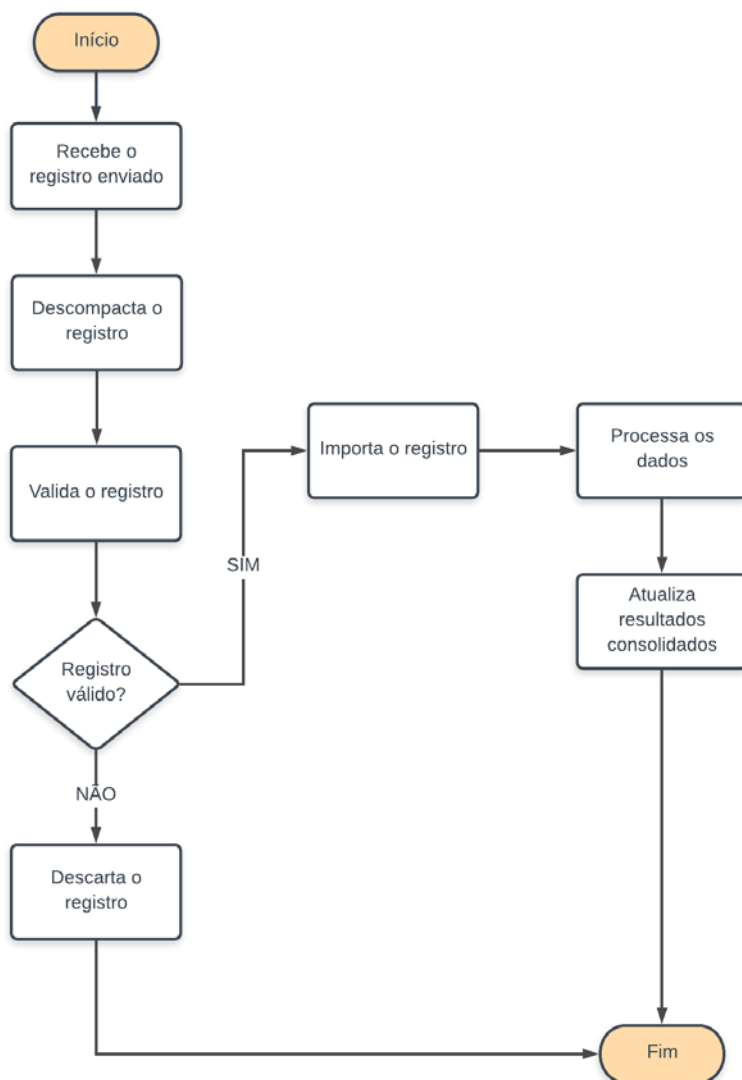 Início
Recebe o
registro enviado
Descompacta o
registro
Valida o registro
Registro
válido?
SIM
Importa o registro
Processa os
dados
Atualiza
resultados
consolidados
NÃO
Descarta o
registro
Fim